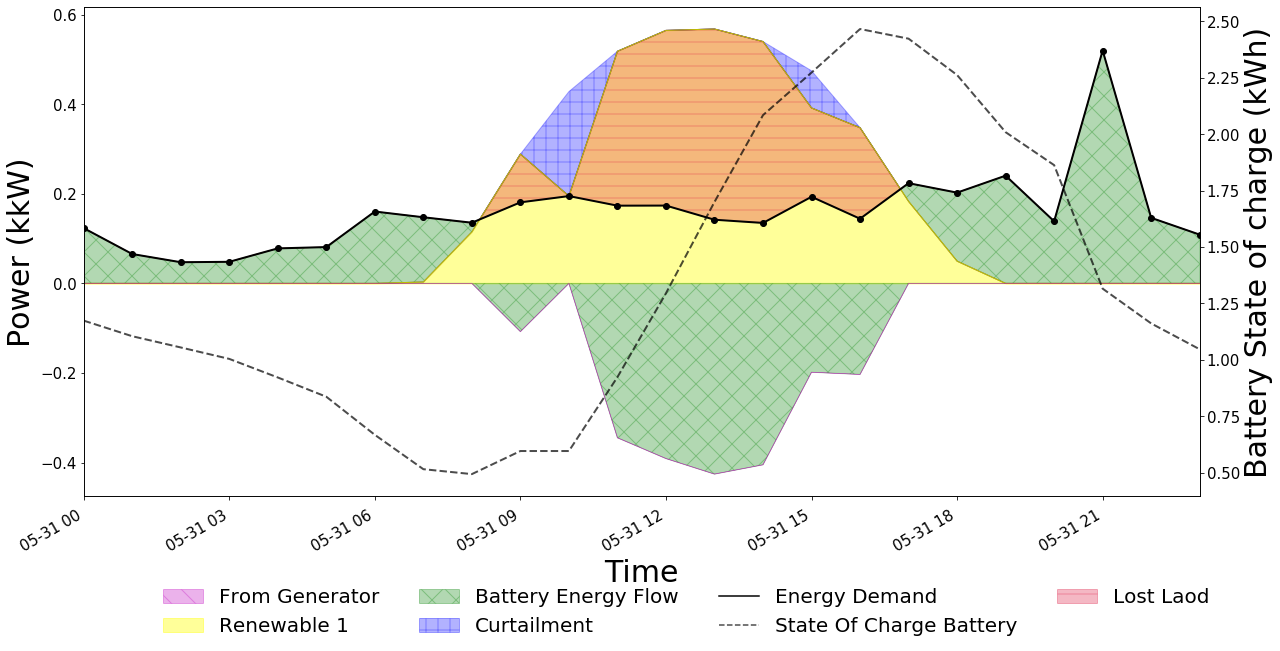 0.6
0.4
0.2
0.0
−0.2
−0.4
Power (kkW)
2.50
2.25
2.00
1.75
1.50
1.25
1.00
0.75
0.50
Battery State of charge (kWh)
05-31 00
05-31 03
05-31 06
05-31 09
05-31 12
05-31 15
05-31 18
05-31 21
Time
From Generator
Battery Energy Flow
Energy Demand
Lost Laod
Renewable 1
Curtailment
State Of Charge Battery